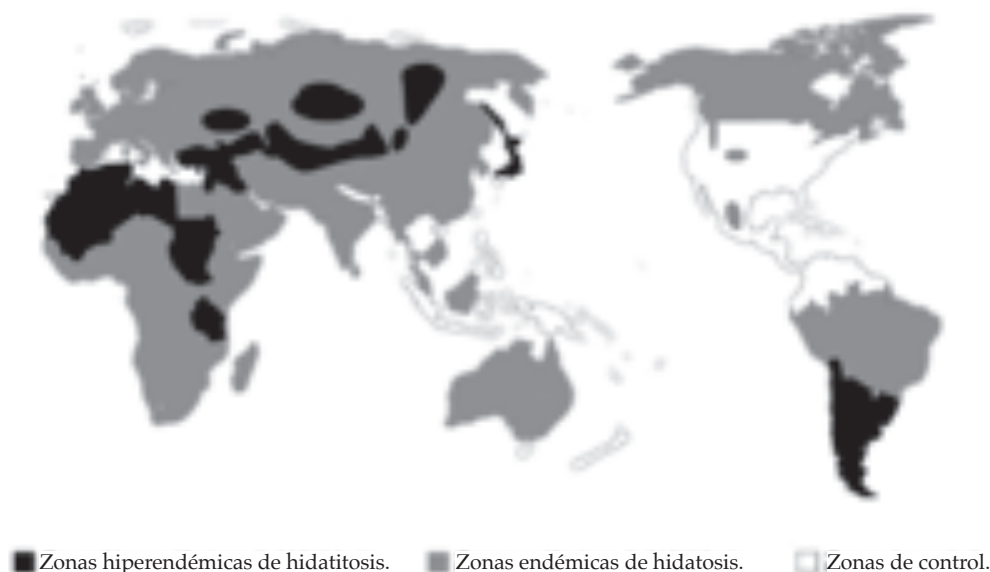 Zonas hiperendémicas de hidatitosis. Zonas endémicas de hidatosis. Zonas de control.